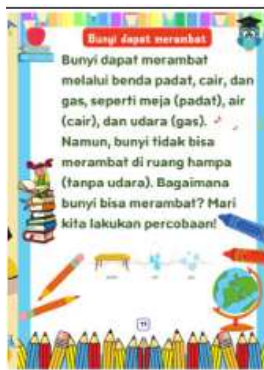 Bunyi dapat merambat
Bunyi dapat merambat
melalui benda padat, cair, dan
gas, seperti meja (padat), air
(cair), dan udara (gas).
Namun, bunyi tidak bisa
merambat di ruang hampa
(tanpa udara). Bagaimana
bunyi bisa merambat? Mari
kita lakukan percobaan!
11